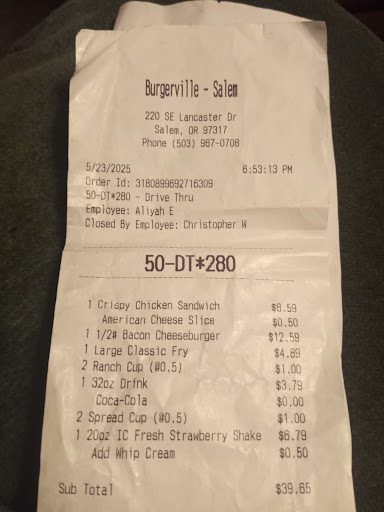 Burgerville - Salem
220 SE Lancaster Dr
Salem, OR 97317
Phone (503) 967-0708
5/23/2025 6:53:13 PM
Order Id: 3180899692716309
50-DT*280 - Drive Thru
Employee: Aliyah E
Closed By Employee: Christopher W
50-DT*280
1 Crispy Chicken Sandwich $8.59
American Cheese Slice $0.50
1 1/2# Bacon Cheeseburger $12.59
1 Large Classic Fry $4.89
2 Ranch Cup (#0.5) $1.00
1 32oz Drink $3.79
Coca-Cola $0.00
2 Spread Cup (#0.5) $1.00
1 20oz IC Fresh Strawberry Shake $6.79
Add Whip Cream $0.50
Sub Total $39.65